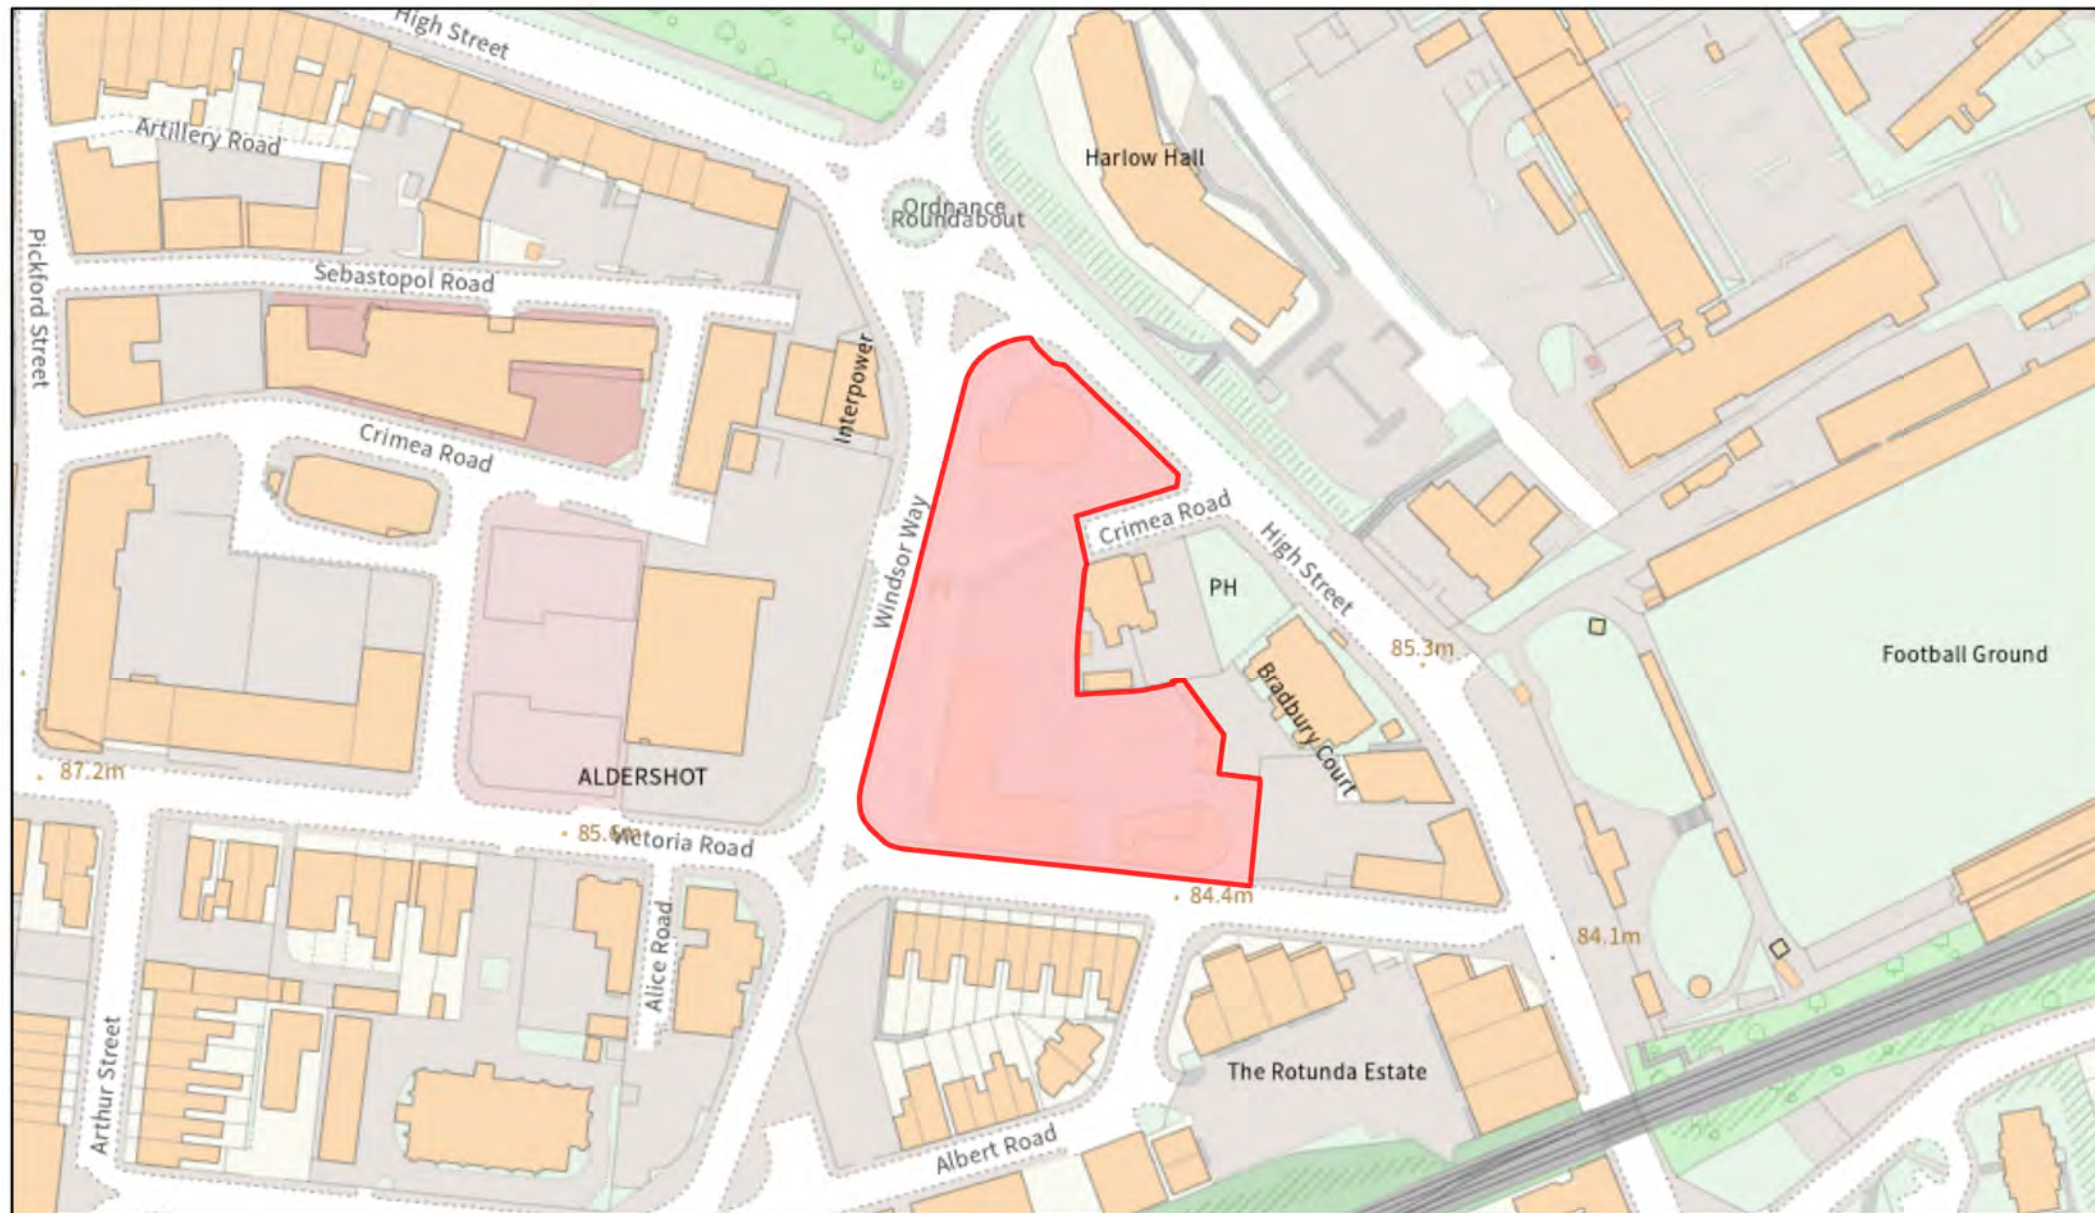 High Street
Artillery Road
Harlow Hall
Ordnance
Roundabout
Pickford Street
Sebastopol Road
Interpower
Crimea Road
Windsor Way
Crimea Road
High Street
PH
85.3m
Football Ground
Bradbury Court
87.2m
ALDERSHOT
85.6m
Victoria Road
84.4m
84.1m
Alice Road
Arthur Street
The Rotunda Estate
Albert Road